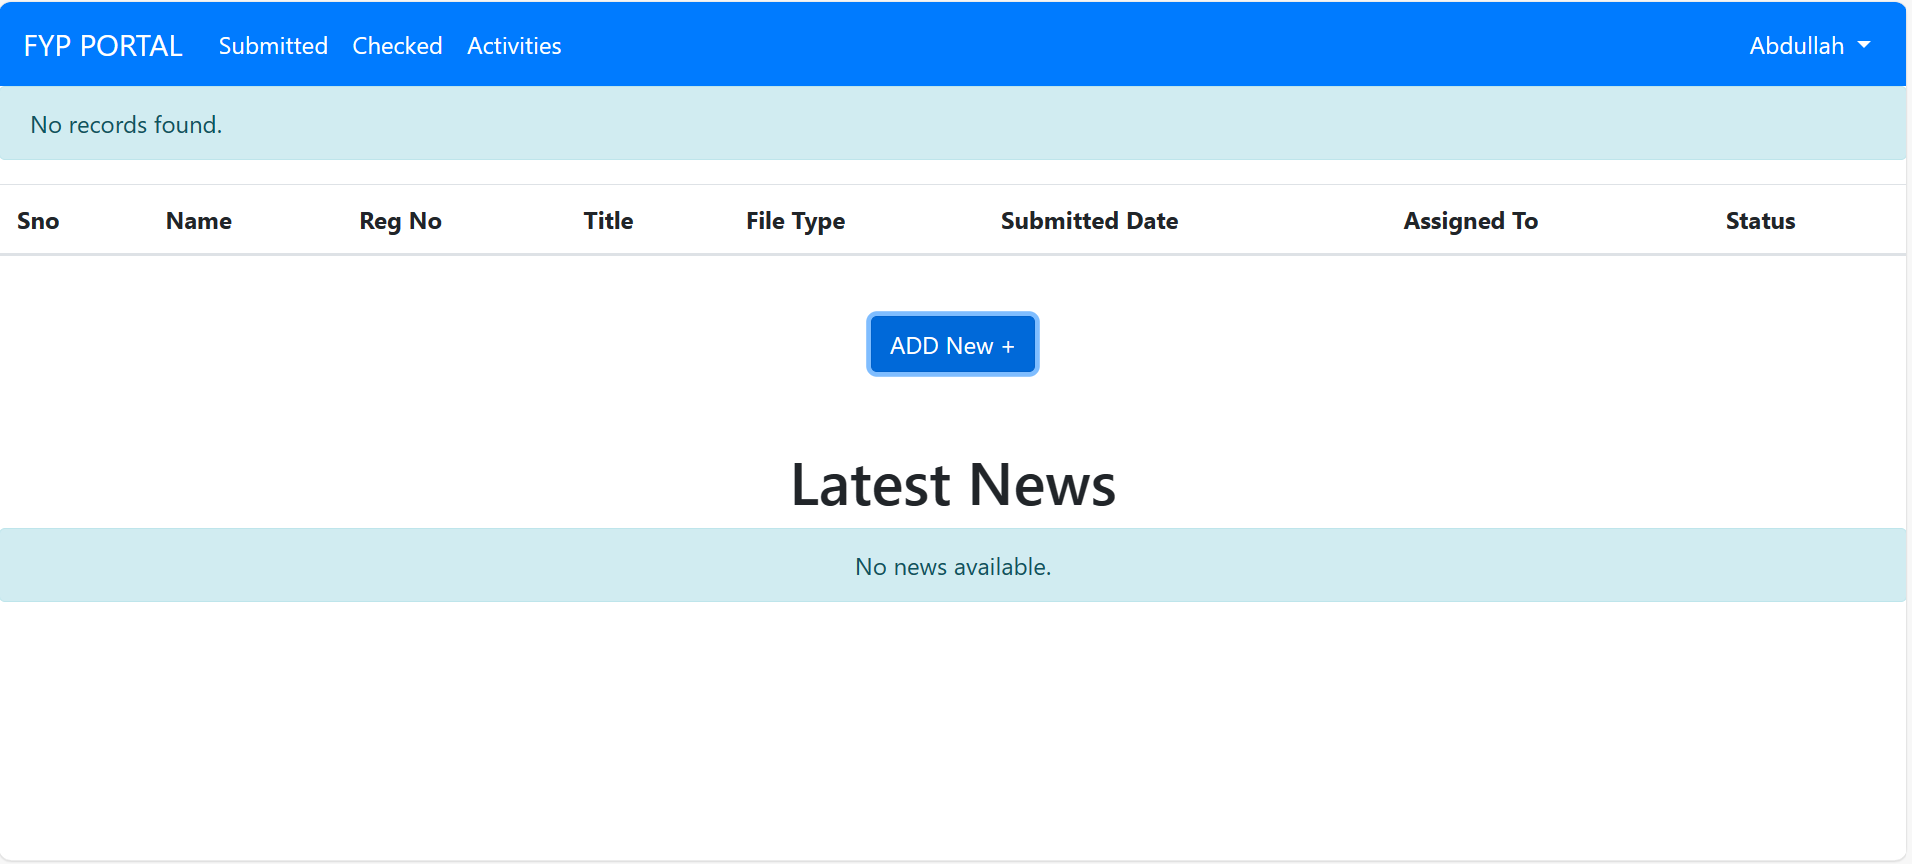 FYP PORTAL Submitted Checked Activities Abdullah
No records found.
Sno Name Reg No Title File Type Submitted Date Assigned To Status
ADD New +
Latest News
No news available.